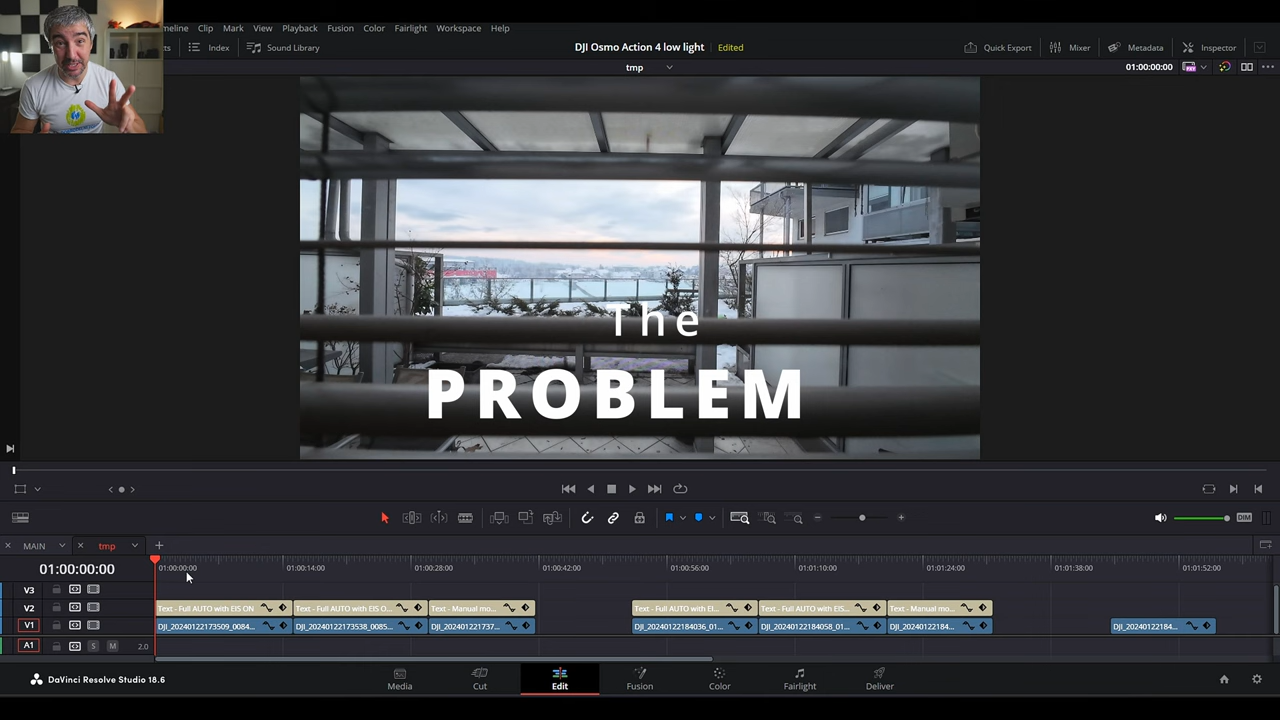 meline Clip Mark View Playback Fusion Color Fairlight Workspace Help
ts Index Sound Library DJI Osmo Action 4 low light Edited Quick Export Mixer Metadata Inspector
tmp 01:00:00:00
The
PROBLEM
DIM
MAIN tmp
01:00:00:00 01:00:00:00 01:00:14:00 01:00:28:00 01:00:42:00 01:00:56:00 01:01:10:00 01:01:24:00 01:01:38:00 01:01:52:00
V3
V2 Text - Full AUTO with EIS ON Text - Full AUTO with EIS O... Text - Manual mo... Text - Full AUTO with EI... Text - Full AUTO with EIS... Text - Manual mo...
V1 DJI_20240122173509_0084... DJI_20240122173538_0085... DJI_2024012217​37... DJI_20240122184036_01... DJI_20240122184058_01... DJI_20240122184... DJI_20240122184...
A1 S M 2.0
DaVinci Resolve Studio 18.6 Media Cut Edit Fusion Color Fairlight Deliver